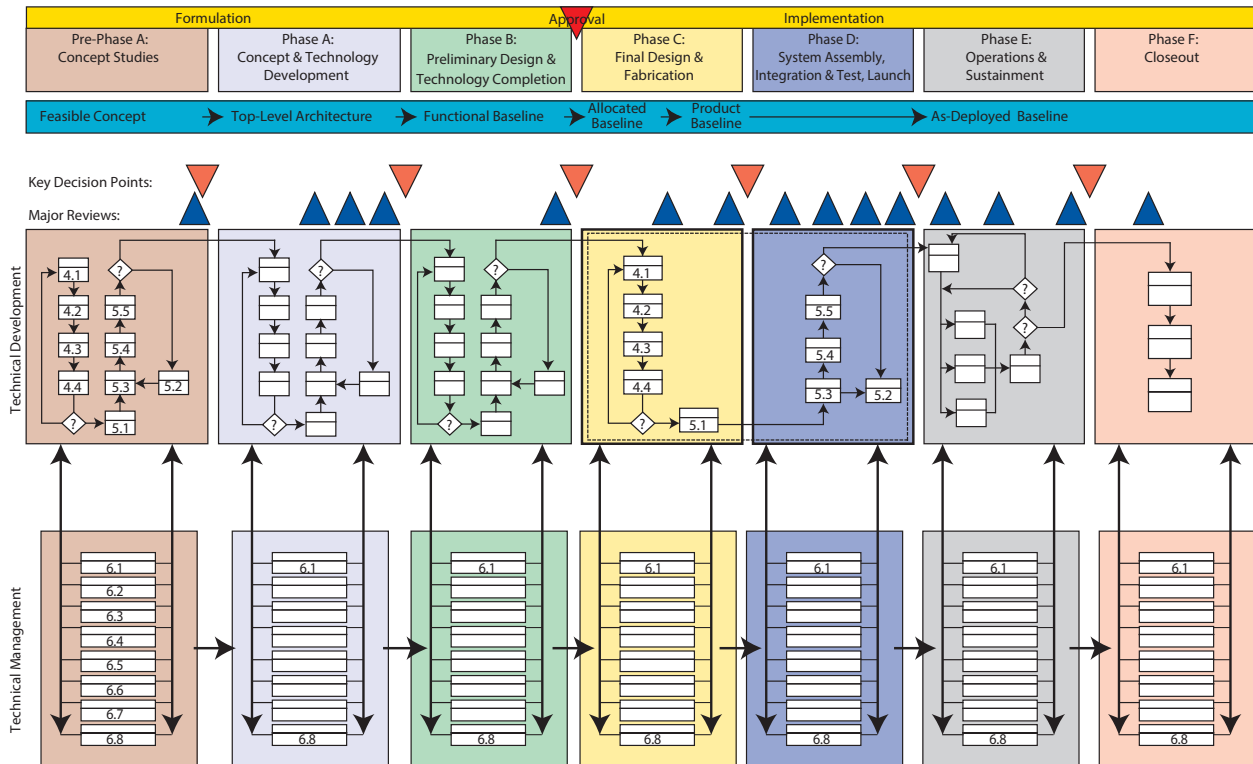 Formulation
Approval
Implementation
Pre-Phase A:
Concept Studies
Phase A:
Concept & Technology
Development
Phase B:
Preliminary Design &
Technology Completion
Phase C:
Final Design &
Fabrication
Phase D:
System Assembly,
Integration & Test, Launch
Phase E:
Operations &
Sustainment
Phase F:
Closeout
Feasible Concept
Top-Level Architecture
Functional Baseline
Allocated
Baseline
Product
Baseline
As-Deployed Baseline
Key Decision Points:
Major Reviews:
Technical Development
4.1
4.2
4.3
4.4
?
5.1
5.3
5.4
5.5
?
5.2
?
?
?
?
4.1
4.2
4.3
4.4
?
5.1
?
5.5
5.4
5.3
5.2
?
?
Technical Management
6.1
6.2
6.3
6.4
6.5
6.6
6.7
6.8
6.1
6.8
6.1
6.8
6.1
6.8
6.1
6.8
6.1
6.8
6.1
6.8